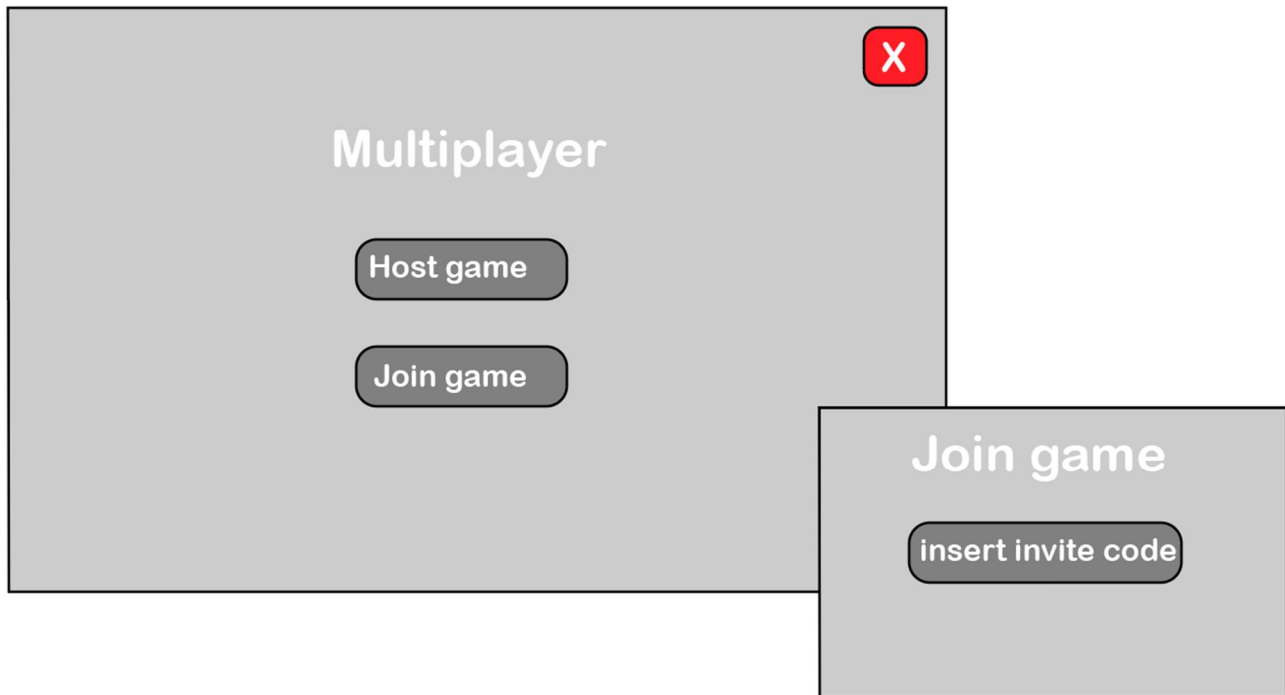 X
Multiplayer
Host game
Join game
Join game
insert invite code